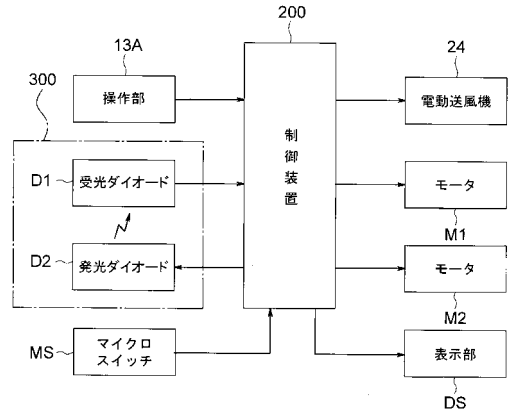 200
13A
操作部
300
D1
受光ダイオード
D2
発光ダイオード
MS
マイクロ
スイッチ
制御装置
24
電動送風機
モータ
M1
モータ
M2
表示部
DS